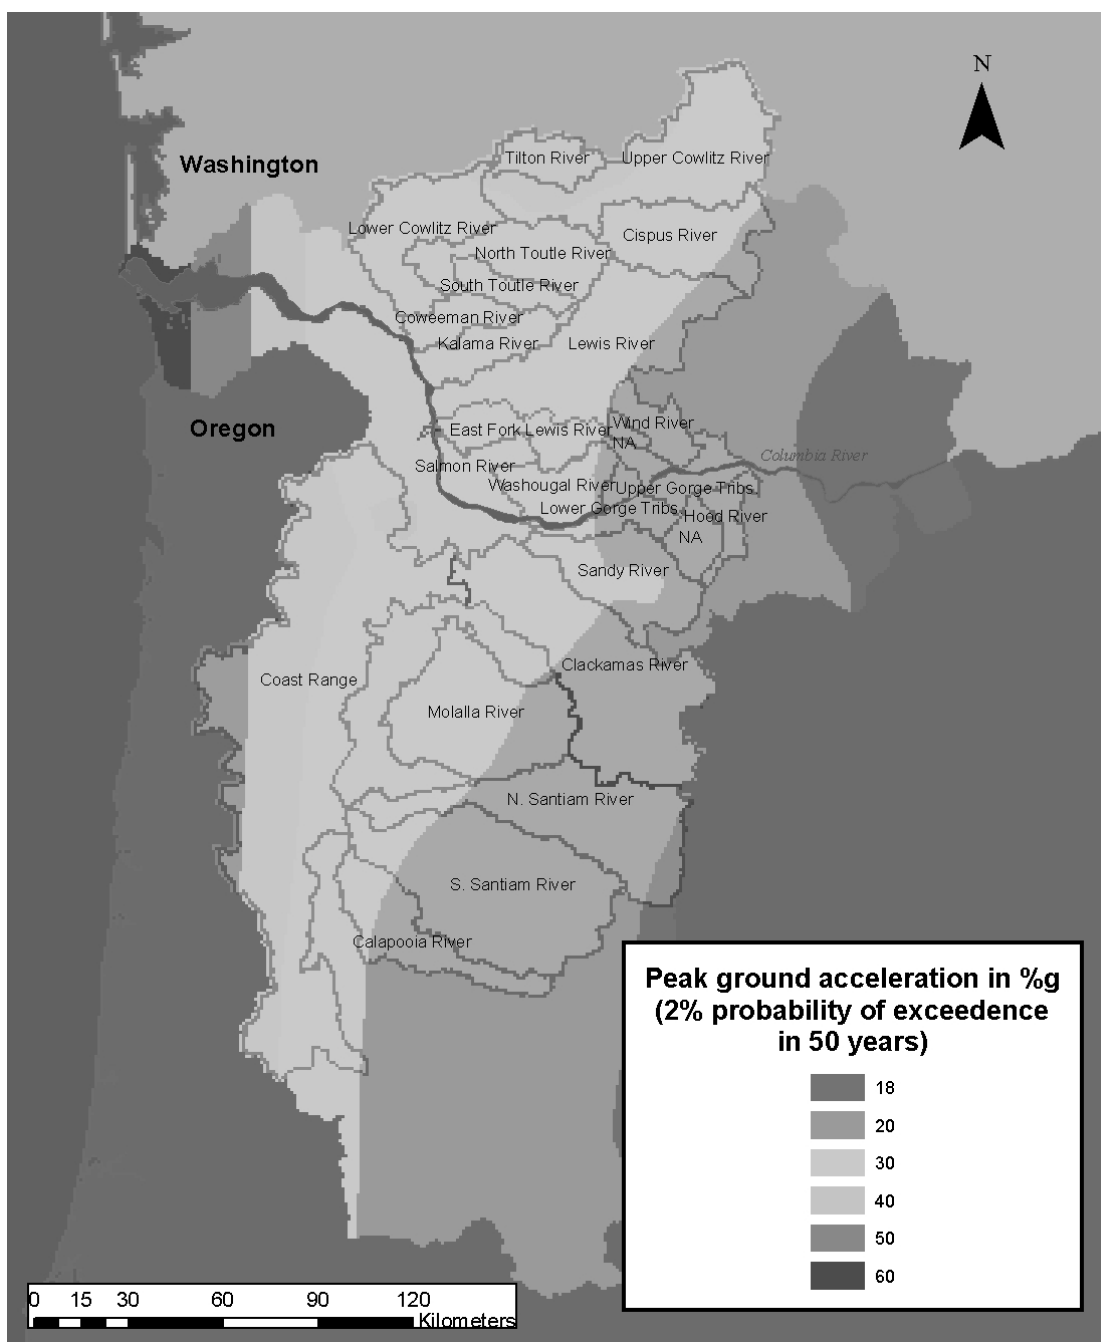 N
Washington
Tilton River
Upper Cowlitz River
Lower Cowlitz River
Cispus River
North Toutle River
South Toutle River
Coweeman River
Kalama River
Lewis River
Oregon
East Fork Lewis River
Wind River
NA
Columbia River
Salmon River
Washougal River
Upper Gorge Tribs
Lower Gorge Tribs
Hood River
NA
Sandy River
Clackamas River
Coast Range
Molalla River
N. Santiam River
S. Santiam River
Calapooia River
Peak ground acceleration in %g
(2% probability of exceedence
in 50 years)
18
20
30
40
50
60
0 15 30 60 90 120
Kilometers